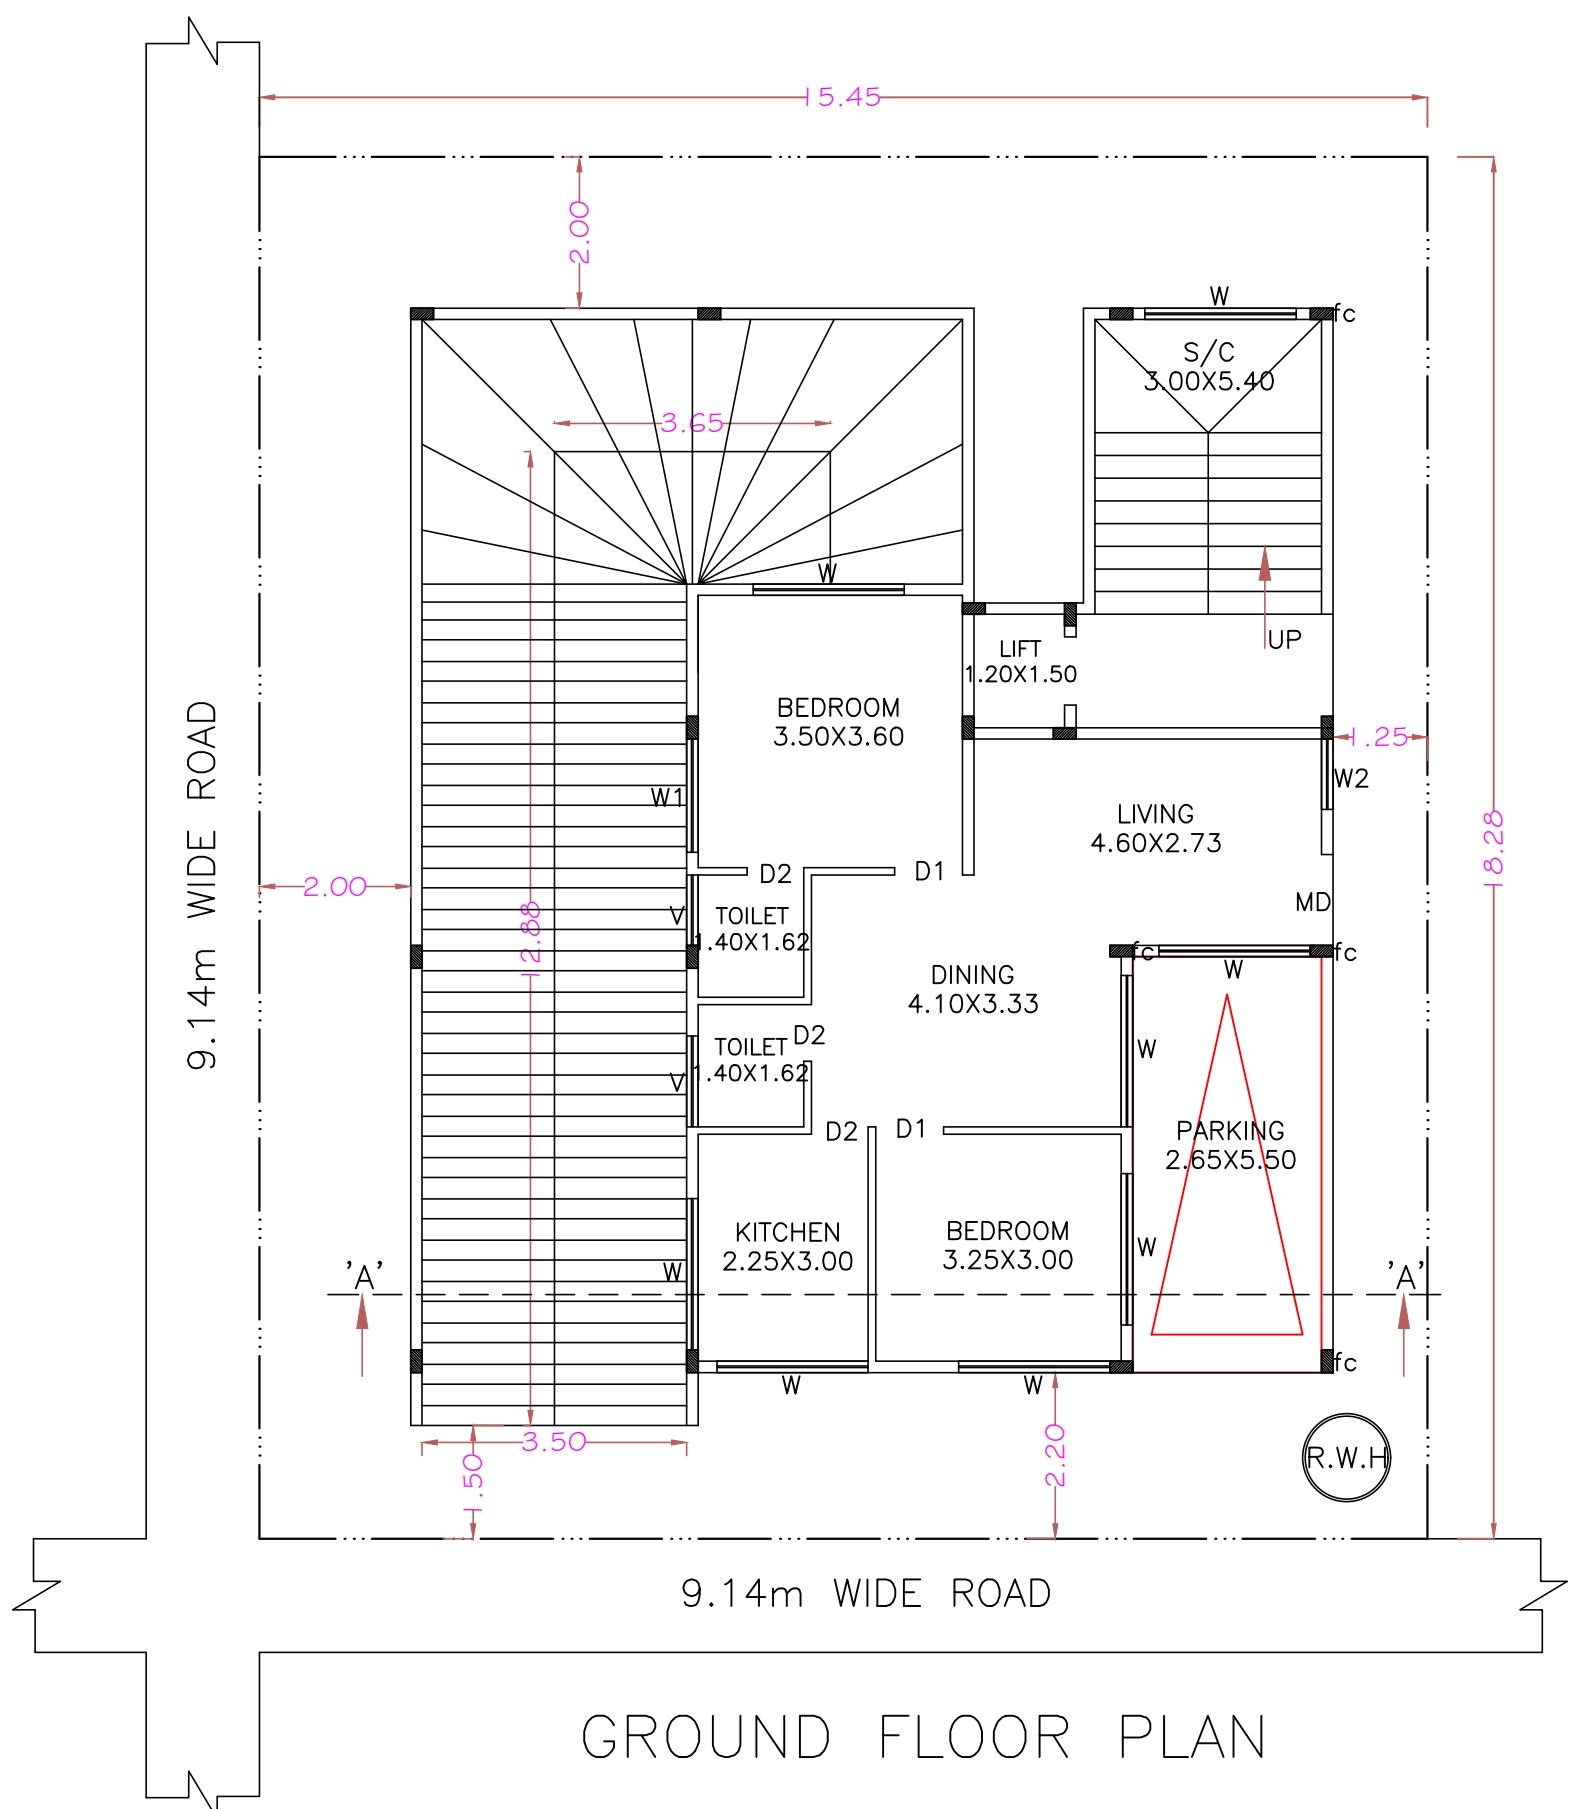 15.45
2.00
W
fc
S/C
3.00X5.40
3.65
W
UP
LIFT
1.20X1.50
BEDROOM
3.50X3.60
1.25
W2
W1
LIVING
4.60X2.73
18.28
9.14m WIDE ROAD
2.00
12.88
D2
D1
MD
V
TOILET
1.40X1.62
fc
W
fc
DINING
4.10X3.33
D2
W
TOILET
1.40X1.62
V
D2
D1
PARKING
2.65X5.50
KITCHEN
2.25X3.00
BEDROOM
3.25X3.00
W
W
'A'
'A'
fc
W
W
3.50
1.50
2.20
R.W.H
9.14m WIDE ROAD
GROUND FLOOR PLAN